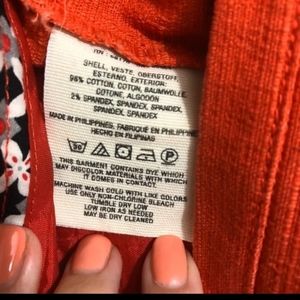 SHELL, VESTE, OBERSTOFF,
ESTERNO, EXTERIOR:
COTTON, COTON, BAUMWOLLE,
COTONE, ALGODON
2% SPANDEX, SPANDEX, SPANDEX,
SPANDEX, SPANDEX
MADE IN PHILIPPINES, FABRIQUÉ EN PHILIPPINE
HECHO EN FILIPINAS
30 P
THIS GARMENT CONTAINS DYE WHICH
MAY DISCOLOR MATERIALS WITH WHICH
IT COMES IN CONTACT.
MACHINE WASH COLD WITH LIKE COLORS
USE ONLY NON-CHLORINE BLEACH
TUMBLE DRY LOW
LOW IRON AS NEEDED
MAY BE DRY CLEANED